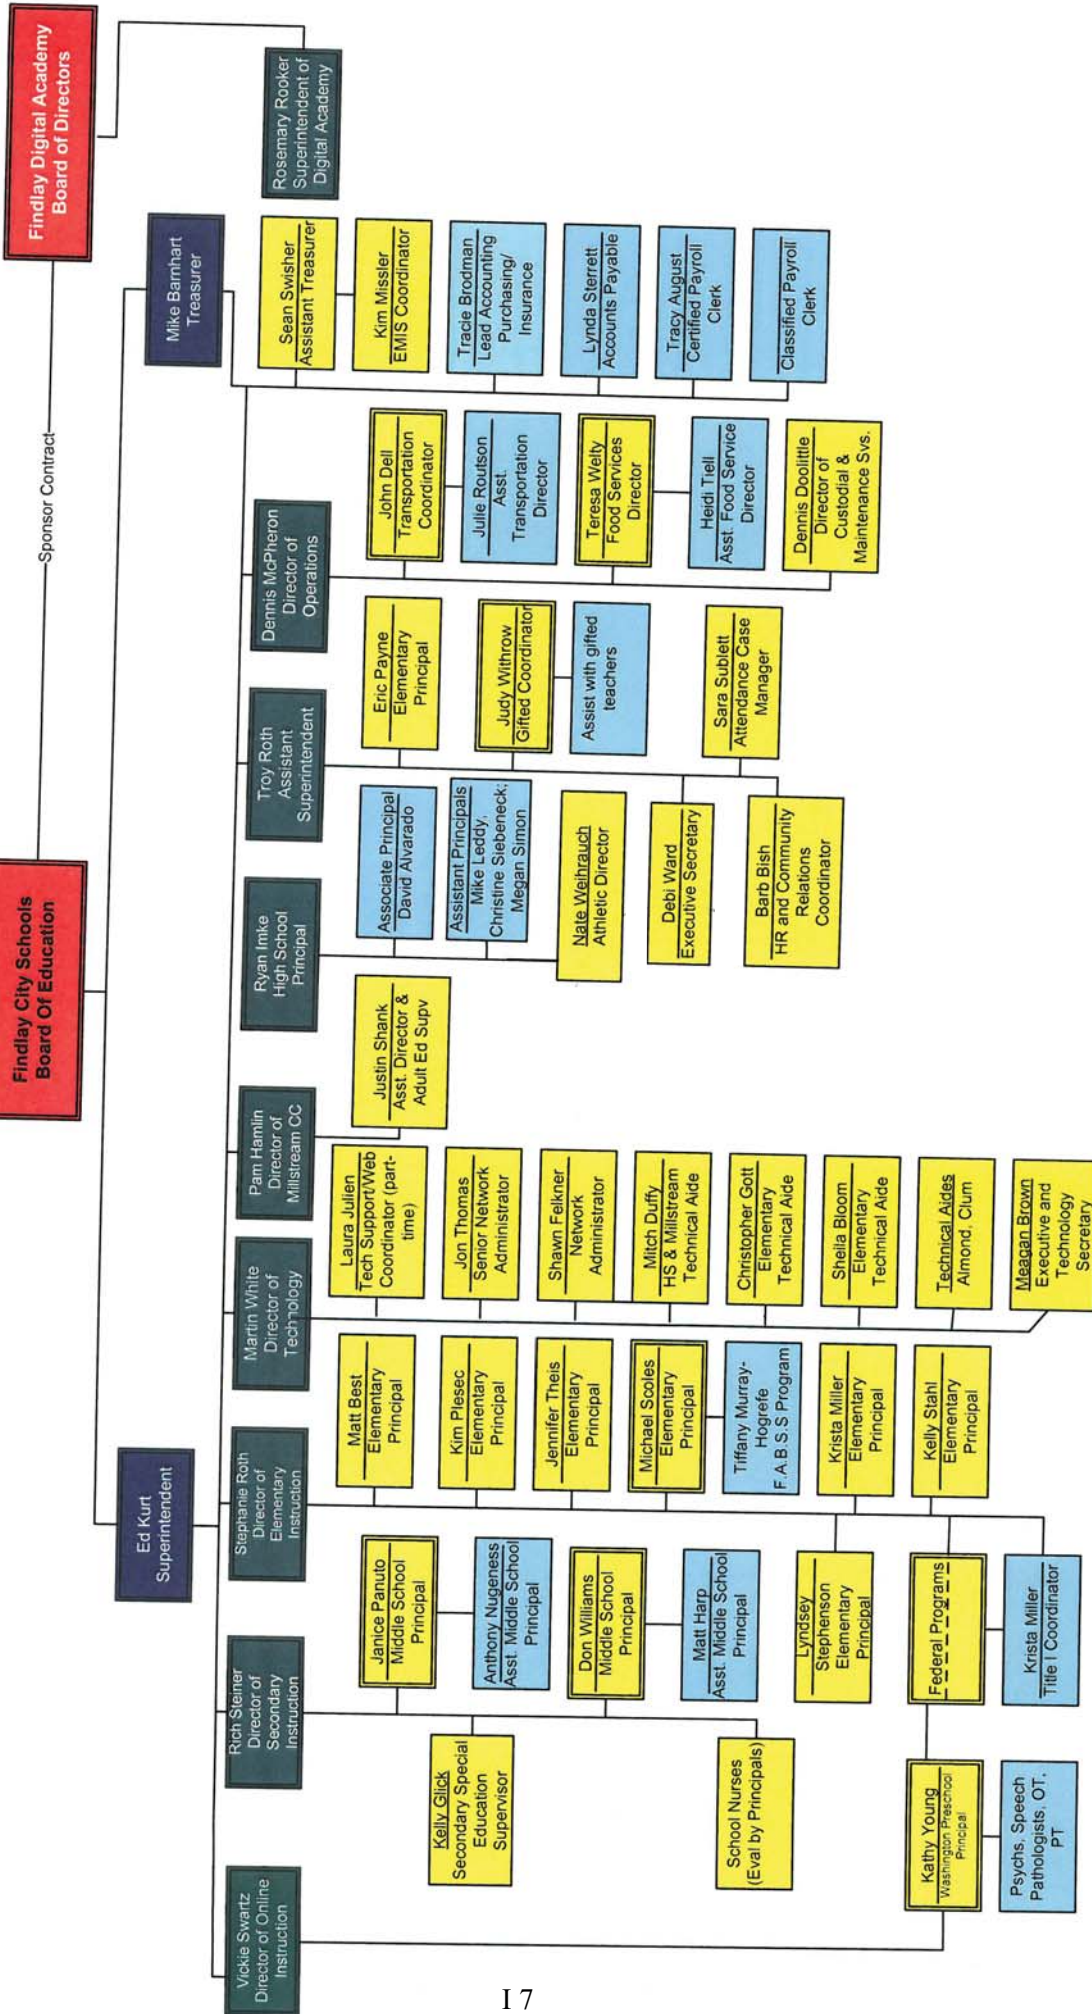 Findlay City Schools
Board Of Education
Sponsor Contract
Findlay Digital Academy
Board of Directors
Ed Kurt
Superintendent
Mike Barnhart
Treasurer
Rosemary Rooker
Superintendent of
Digital Academy
Vickie Swartz
Director of Online
Instruction
Rich Steiner
Director of
Secondary
Instruction
Stephanie Roth
Director of
Elementary
Instruction
Martin White
Director of
Technology
Pam Hamlin
Director of
Millstream CC
Ryan Imke
High School
Principal
Troy Roth
Assistant
Superintendent
Dennis McPheron
Director of
Operations
Kelly Glick
Secondary Special
Education
Supervisor
School Nurses
(Eval by Principals)
Kathy Young
Washington Preschool
Principal
Psychs, Speech
Pathologists, OT,
PT
Janice Panuto
Middle School
Principal
Anthony Nugeness
Asst. Middle School
Principal
Don Williams
Middle School
Principal
Matt Harp
Asst. Middle School
Principal
Lyndsey
Stephenson
Elementary
Principal
Federal Programs
Krista Miller
Title I Coordinator
Matt Best
Elementary
Principal
Kim Plesec
Elementary
Principal
Jennifer Theis
Elementary
Principal
Michael Scoles
Elementary
Principal
Tiffany Murray-
Hogrefe
F.A.B.S.S Program
Krista Miller
Elementary
Principal
Kelly Stahl
Elementary
Principal
Laura Julien
Tech Support/Web
Coordinator (part-
time)
Jon Thomas
Senior Network
Administrator
Shawn Felkner
Network
Administrator
Mitch Duffy
HS & Millstream
Technical Aide
Christopher Gott
Elementary
Technical Aide
Sheila Bloom
Elementary
Technical Aide
Technical Aides
Almond, Clum
Meagan Brown
Executive and
Technology
Secretary
Justin Shank
Asst. Director &
Adult Ed Supv
Associate Principal
David Alvarado
Assistant Principals
Mike Leddy,
Christine Siebeneck;
Megan Simon
Nate Weihrauch
Athletic Director
Debi Ward
Executive Secretary
Barb Bish
HR and Community
Relations
Coordinator
Eric Payne
Elementary
Principal
Judy Withrow
Gifted Coordinator
Assist with gifted
teachers
Sara Sublett
Attendance Case
Manager
John Dell
Transportation
Coordinator
Julie Routson
Asst.
Transportation
Director
Teresa Welty
Food Services
Director
Heidi Tiell
Asst. Food Service
Director
Dennis Doolittle
Director of
Custodial &
Maintenance Svs.
Sean Swisher
Assistant Treasurer
Kim Missler
EMIS Coordinator
Tracie Brodman
Lead Accounting
Purchasing/
Insurance
Lynda Sterrett
Accounts Payable
Tracy August
Certified Payroll
Clerk
Classified Payroll
Clerk
I 7